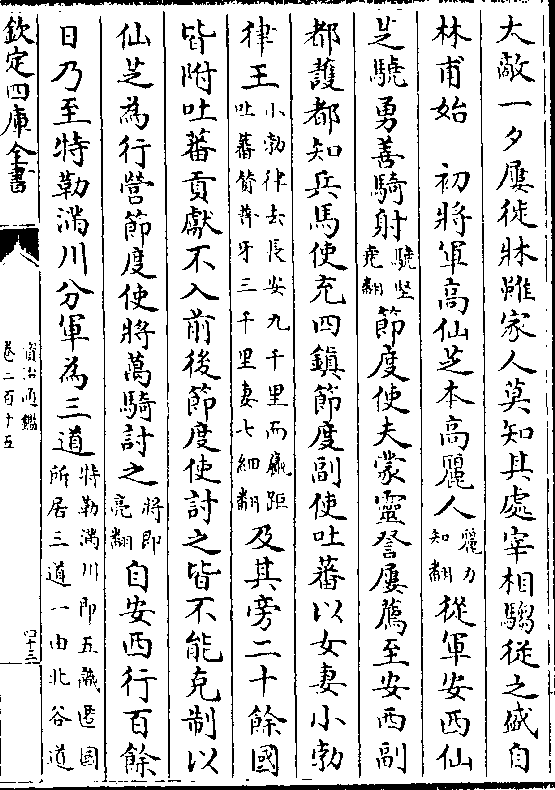 大敵一夕屢徙牀雖家人莫知其處宰相騶從之盛自
林甫始　初將軍高仙芝本高麗人麗力知翻從軍安西仙
芝驍勇善騎射驍堅堯翻節度使夫蒙靈詧屢薦至安西副
都護都知兵馬使充四鎮節度副使吐蕃以女妻小勃
律王小勃律去長安九千里而羸距吐蕃贊普牙三千里妻七細翻及其旁二十餘國
皆附吐蕃貢獻不入前後節度使討之皆不能克制以
仙芝為行營節度使將萬騎討之將即亮翻自安西行百餘
日乃至特勒滿川分軍為三道特勒滿川即五識匿國所居三道一由北谷道
欽定四庫全書
資治通鑑
卷二百十五
四十三